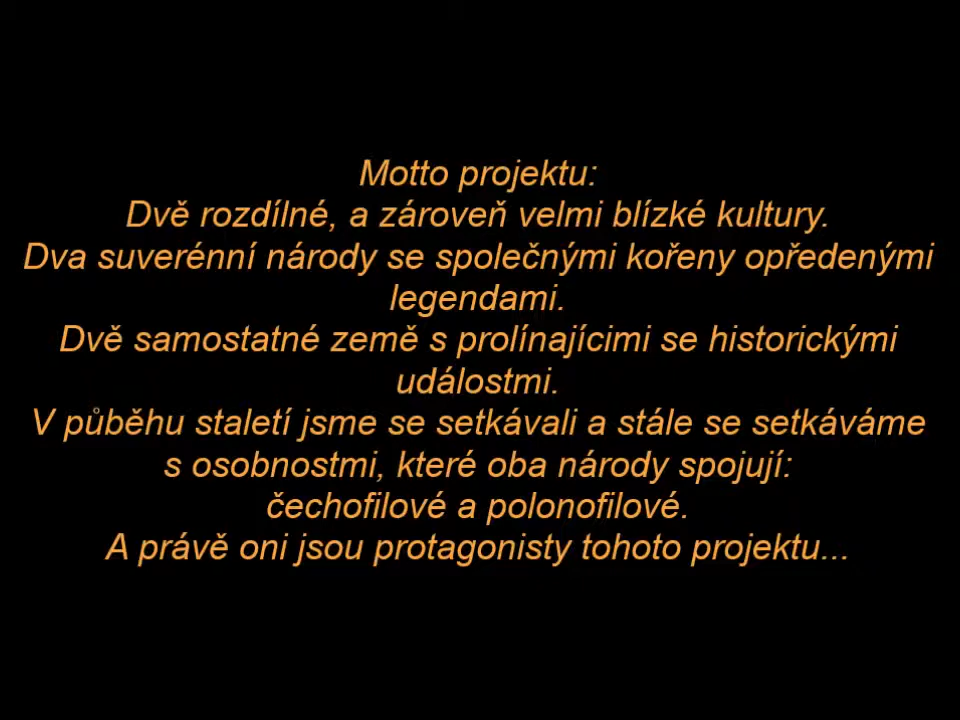 Motto projektu:
Dvě rozdílné, a zároveň velmi blízké kultury.
Dva suverénní národy se společnými kořeny opředenými
legendami.
Dvě samostatné země s prolínajícimi se historickými
událostmi.
V půběhu staletí jsme se setkávali a stále se setkáváme
s osobnostmi, které oba národy spojují:
čechofilové a polonofilové.
A právě oni jsou protagonisty tohoto projektu...